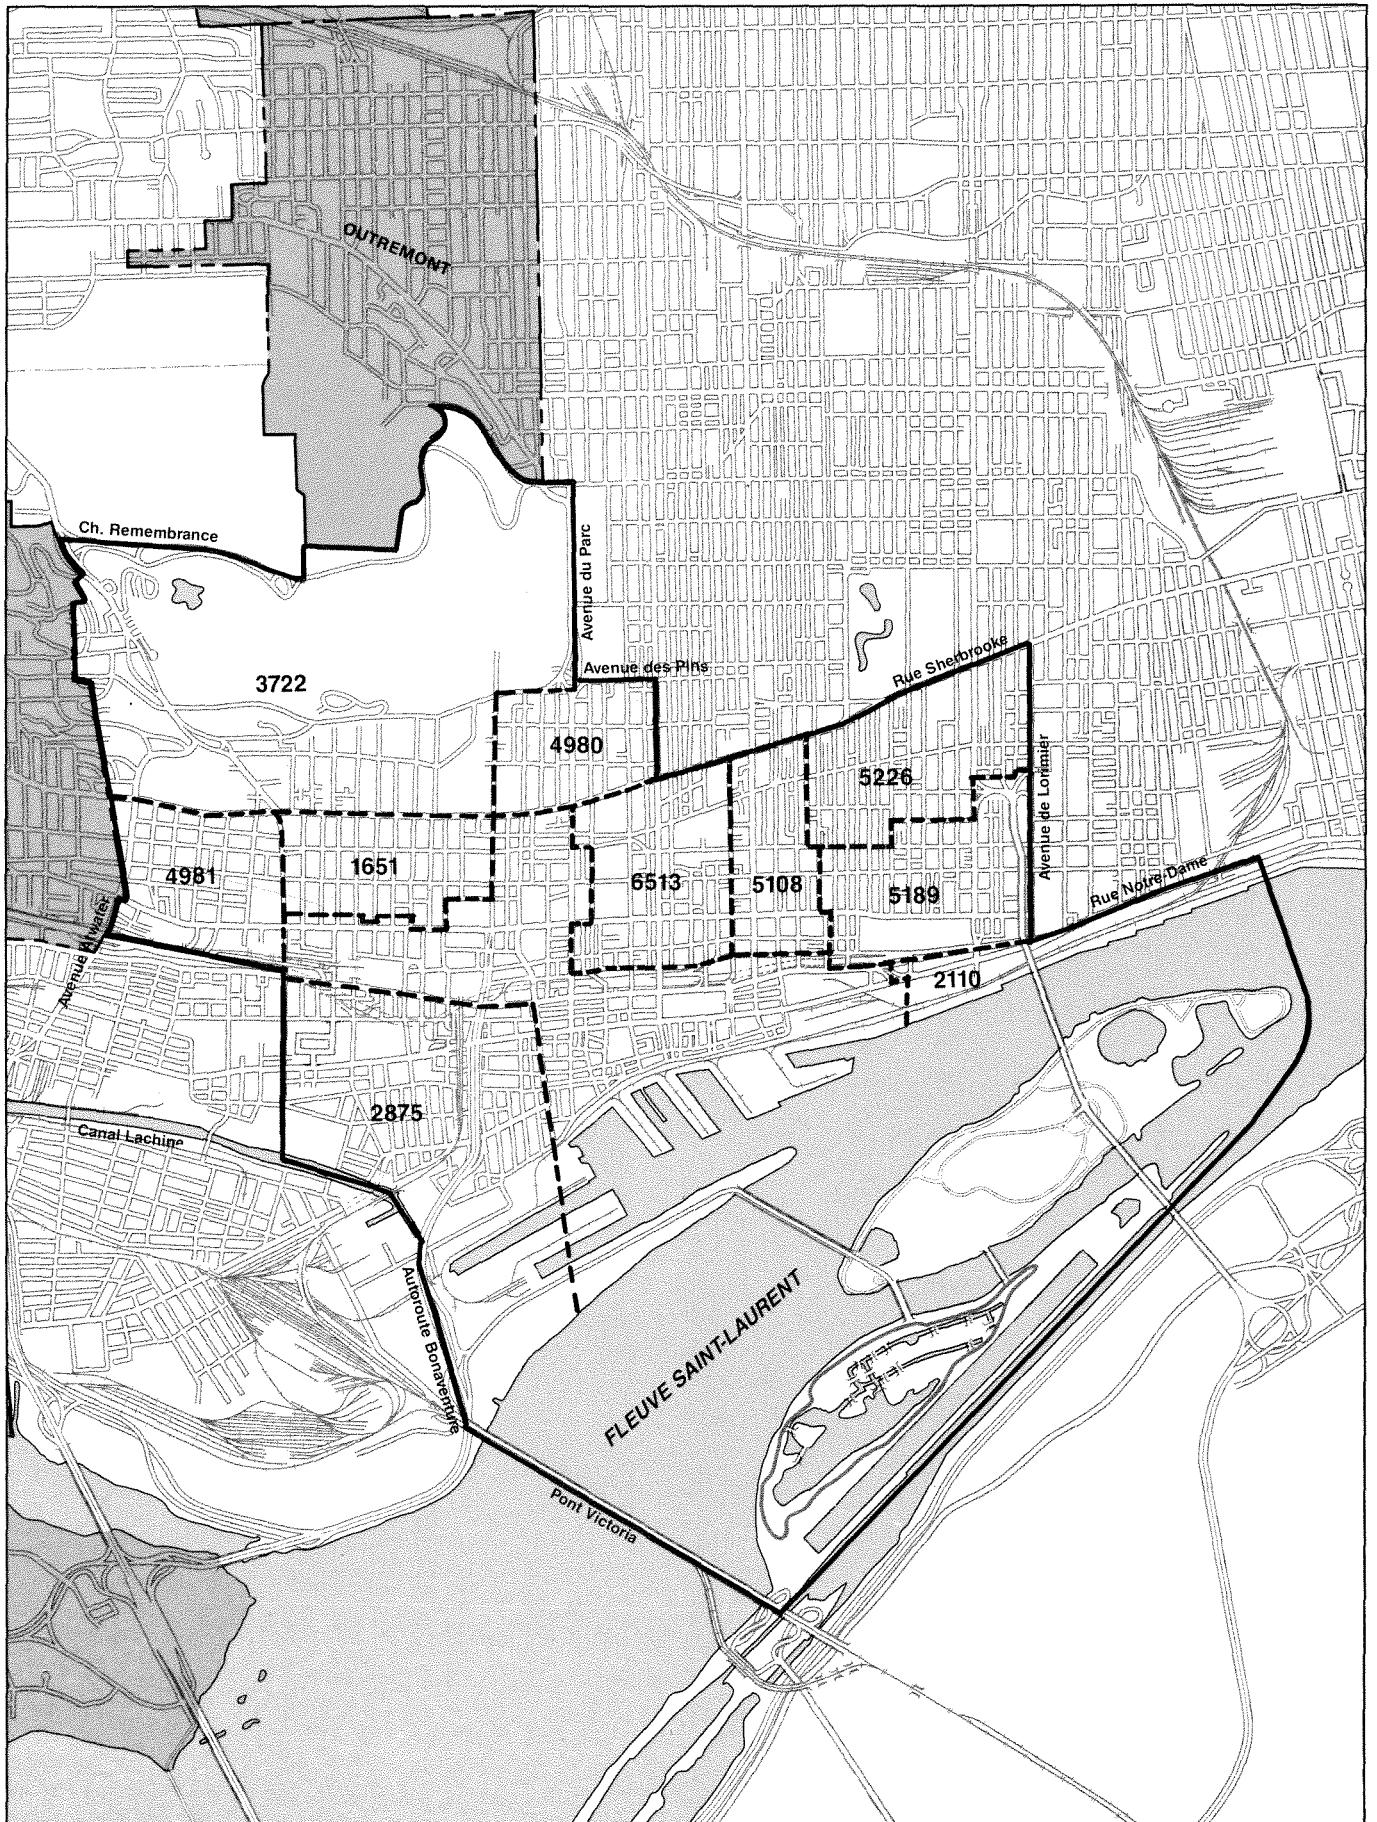 OUTREMONT
Ch. Remembrance
Avenue du Parc
Avenue des Pins
Rue Sherbrooke
3722
4980
5226
Avenue de Lorimier
4981
1651
6513
5108
5189
Rue Notre-Dame
Avenue Atwater
2110
2875
Canal Lachine
Autoroute Bonaventure
FLEUVE SAINT-LAURENT
Pont Victoria